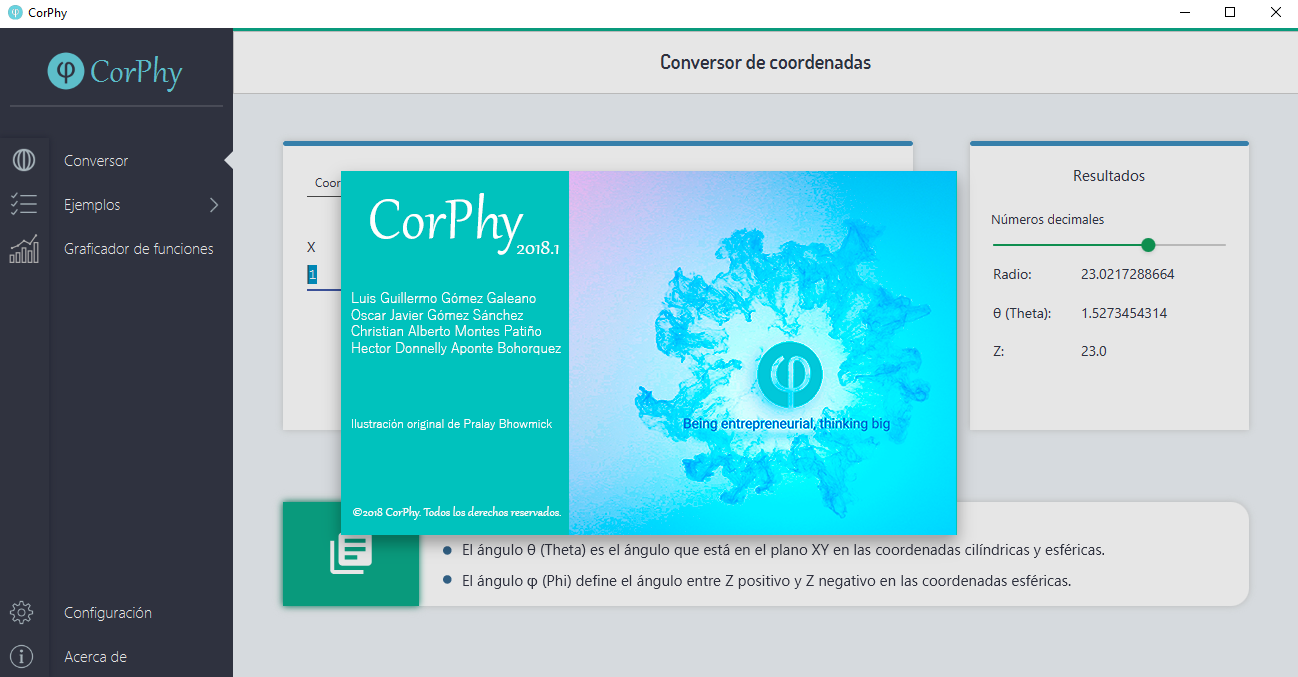 CorPhy
CorPhy
Conversor
Ejemplos
Graficador de funciones
Configuración
Acerca de
Conversor de coordenadas
Coor
X
1
CorPhy
2018.1
Luis Guillermo Gómez Galeano
Oscar Javier Gómez Sánchez
Christian Alberto Montes Patiño
Hector Donnelly Aponte Bohorquez
Ilustración original de Pralay Bhowmick
©2018 CorPhy. Todos los derechos reservados.
φ
Being entrepreneurial, thinking big
Resultados
Números decimales
Radio: 23.0217288664
θ (Theta): 1.5273454314
Z: 23.0
El ángulo θ (Theta) es el ángulo que está en el plano XY en las coordenadas cilíndricas y esféricas.
El ángulo φ (Phi) define el ángulo entre Z positivo y Z negativo en las coordenadas esféricas.